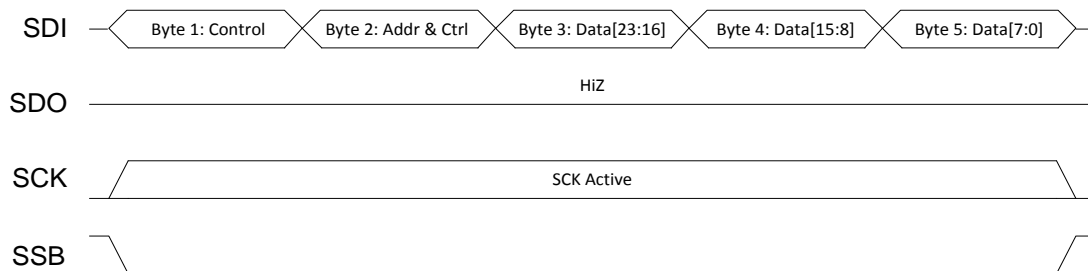 SDI Byte 1: Control Byte 2: Addr & Ctrl Byte 3: Data[23:16] Byte 4: Data[15:8] Byte 5: Data[7:0]
HiZ
SDO
SCK SCK Active
SSB